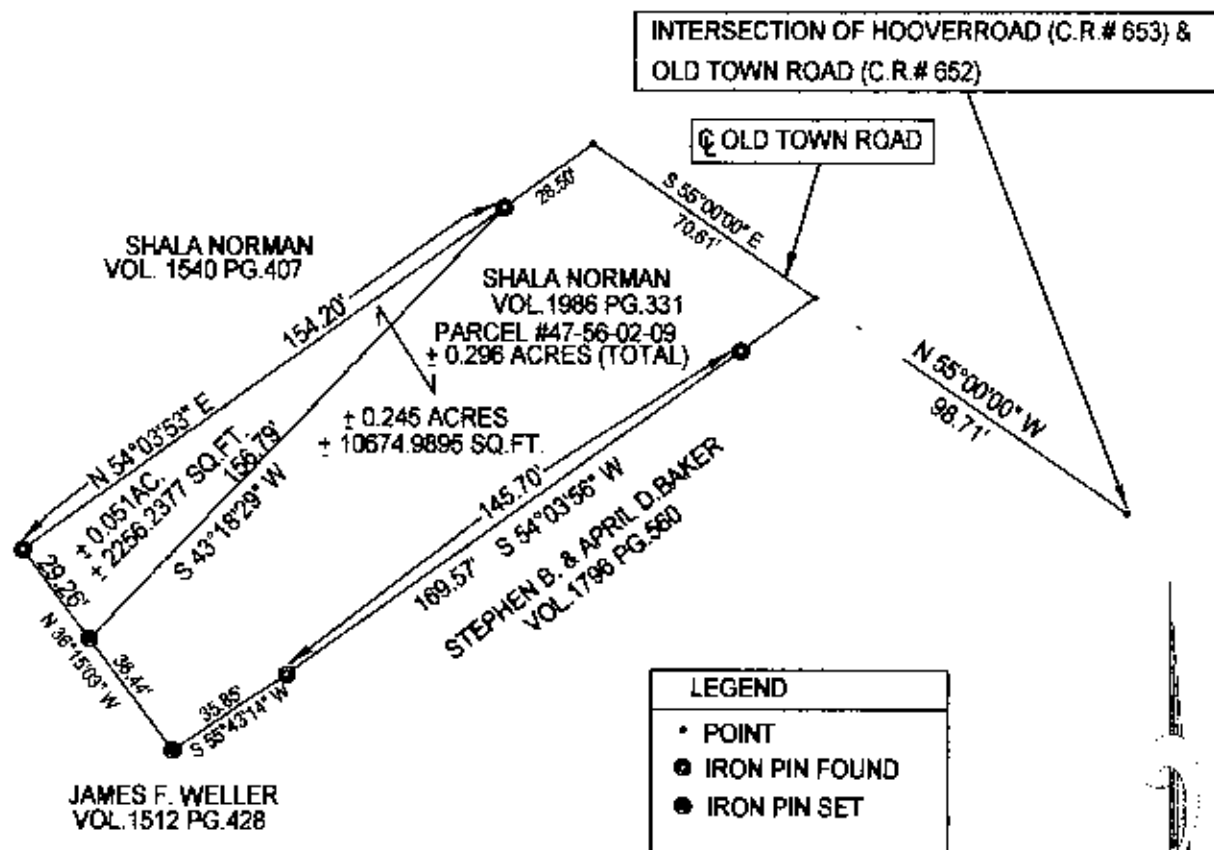 INTERSECTION OF HOOVERROAD (C.R.# 653) &
OLD TOWN ROAD (C.R.# 652)
℄ OLD TOWN ROAD
28.50'
S 55°00'00" E
70.61'
SHALA NORMAN
VOL. 1540 PG.407
154.20'
N 54°03'53" E
SHALA NORMAN
VOL.1986 PG.331
PARCEL #47-56-02-09
± 0.296 ACRES (TOTAL)
± 0.245 ACRES
± 10674.9895 SQ.FT.
N 55°00'00" W
98.71'
± 0.051AC.
± 2256.2377 SQ.FT.
156.79'
S 43°18'29" W
145.70'
169.57'
S 54°03'56" W
STEPHEN B. & APRIL D.BAKER
VOL.1796 PG.560
29.26'
N 36°15'03" W
38.44'
35.85'
S 55°43'14" W
JAMES F. WELLER
VOL.1512 PG.428
LEGEND
POINT
IRON PIN FOUND
IRON PIN SET